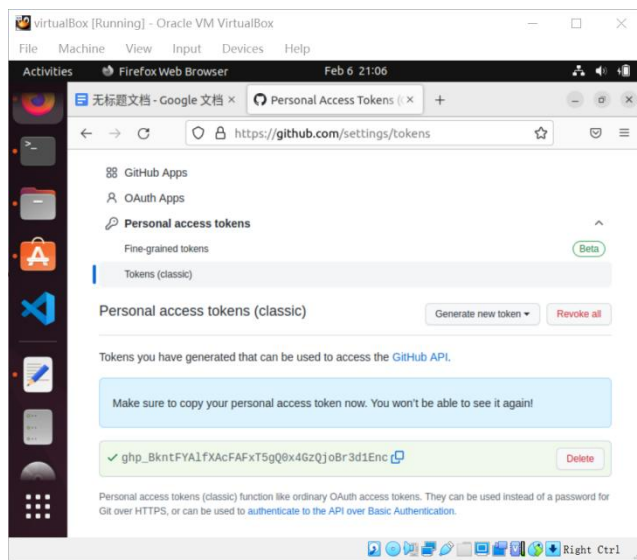 virtualBox [Running] - Oracle VM VirtualBox
File Machine View Input Devices Help
Activities Firefox Web Browser Feb 6 21:06
无标题文档 - Google 文档 × Personal Access Tokens ( × +
https://github.com/settings/tokens
GitHub Apps
OAuth Apps
Personal access tokens
Fine-grained tokens Beta
Tokens (classic)
Personal access tokens (classic) Generate new token Revoke all
Tokens you have generated that can be used to access the GitHub API.
Make sure to copy your personal access token now. You won't be able to see it again!
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 Delete
Personal access tokens (classic) function like ordinary OAuth access tokens. They can be used instead of a password for
Git over HTTPS, or can be used to authenticate to the API over Basic Authentication.
Right Ctrl